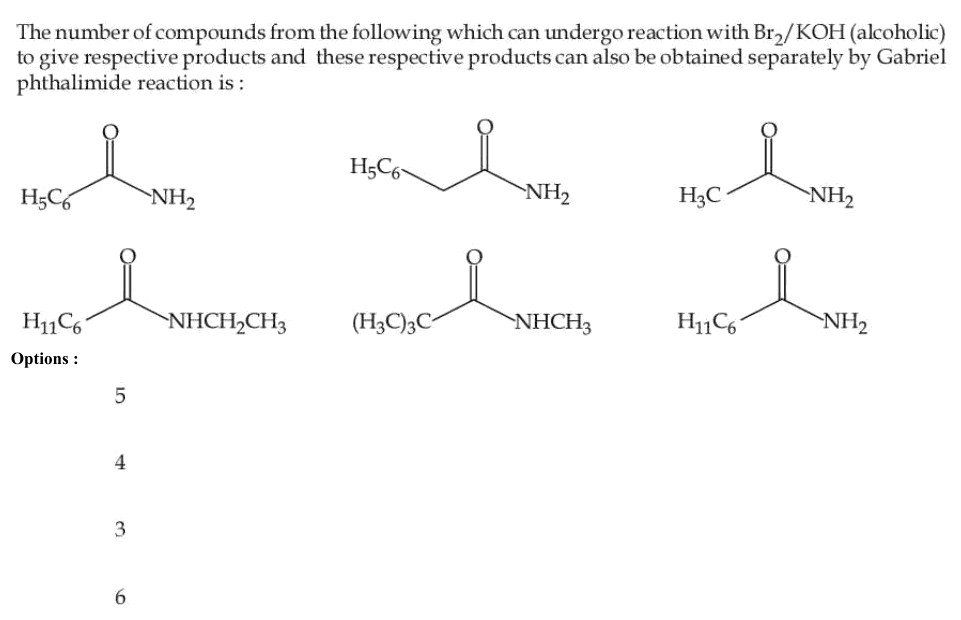 The number of compounds from the following which can undergo reaction with Br₂/KOH (alcoholic)
to give respective products and these respective products can also be obtained separately by Gabriel
phthalimide reaction is :
O O O
H₅C₆ NH₂ H₅C₆ NH₂ H₃C NH₂
O O O
H₁₁C₆ NHCH₂CH₃ (H₃C)₃C NHCH₃ H₁₁C₆ NH₂
Options :
5
4
3
6